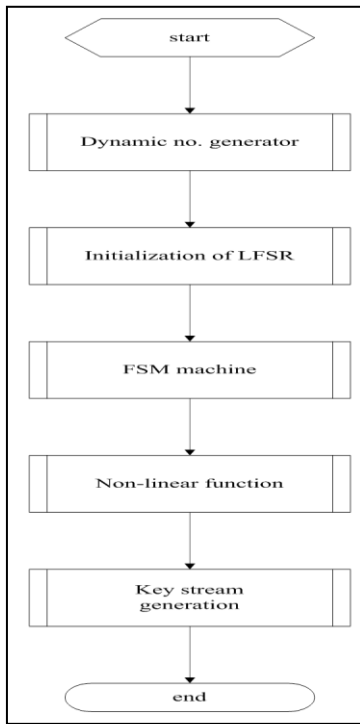 start
Dynamic no. generator
Initialization of LFSR
FSM machine
Non-linear function
Key stream
generation
end